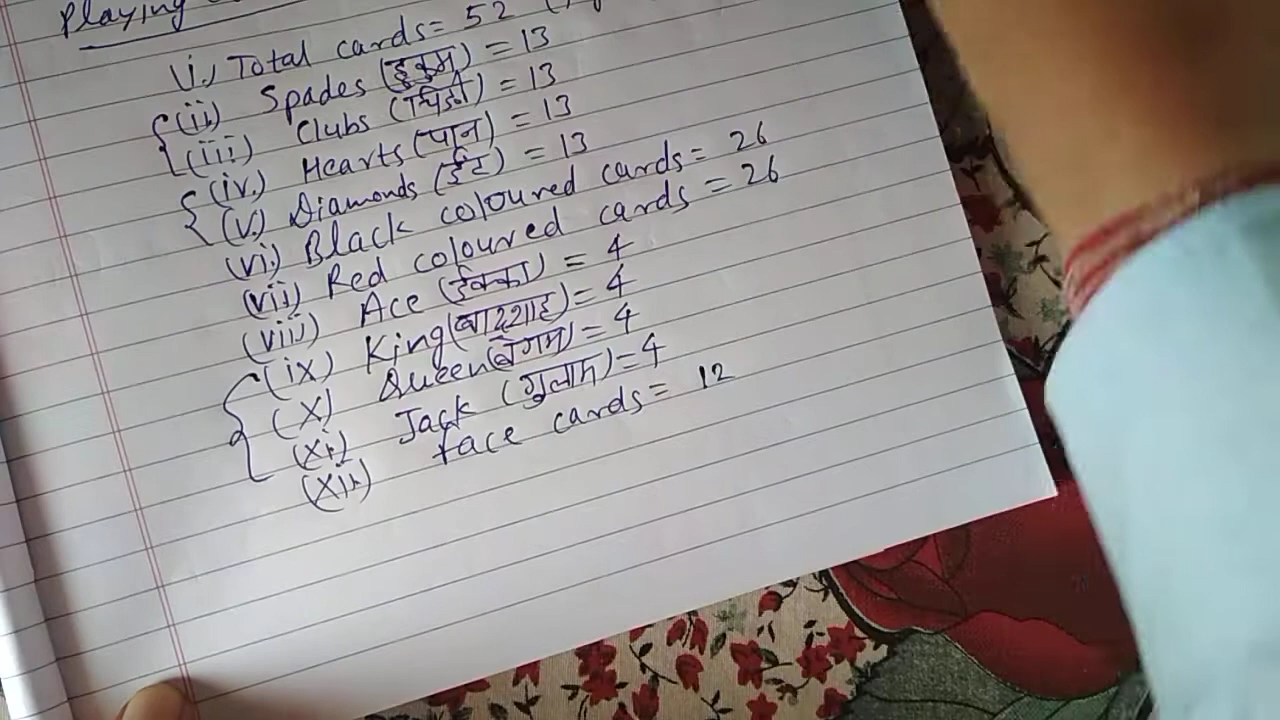 Playing
(i.) Total cards= 52
(ii) Spades (हुकुम) = 13
(iii) Clubs (चिड़ी) = 13
(iv.) Hearts (पान) = 13
(v.) Diamonds (ईंट) = 13
(vi.) Black coloured cards= 26
(vii) Red coloured cards = 26
(viii) Ace (ईक्का) = 4
(ix) King(बादशाह)= 4
(x) Queen(बेगम)= 4
(xi) Jack (गुलाम)=4
(xii) face cards= 12